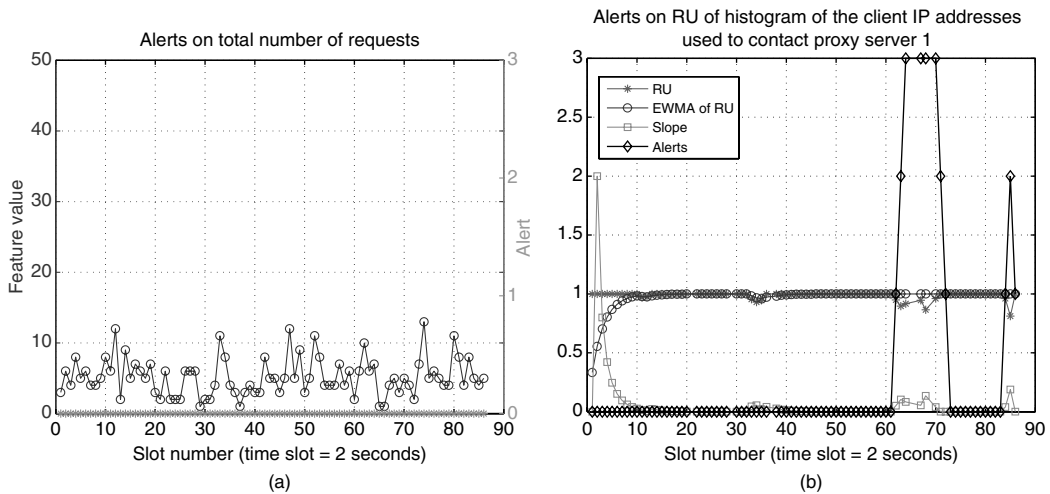 Alerts on total number of requests
50
40
30
20
10
0
Feature value
3
2
1
0
Alert
0 10 20 30 40 50 60 70 80 90
Slot number (time slot = 2 seconds)
(a)
Alerts on RU of histogram of the client IP addresses
used to contact proxy server 1
3
2.5
2
1.5
1
0.5
0
RU
EWMA of RU
Slope
Alerts
0 10 20 30 40 50 60 70 80 90
Slot number (time slot = 2 seconds)
(b)